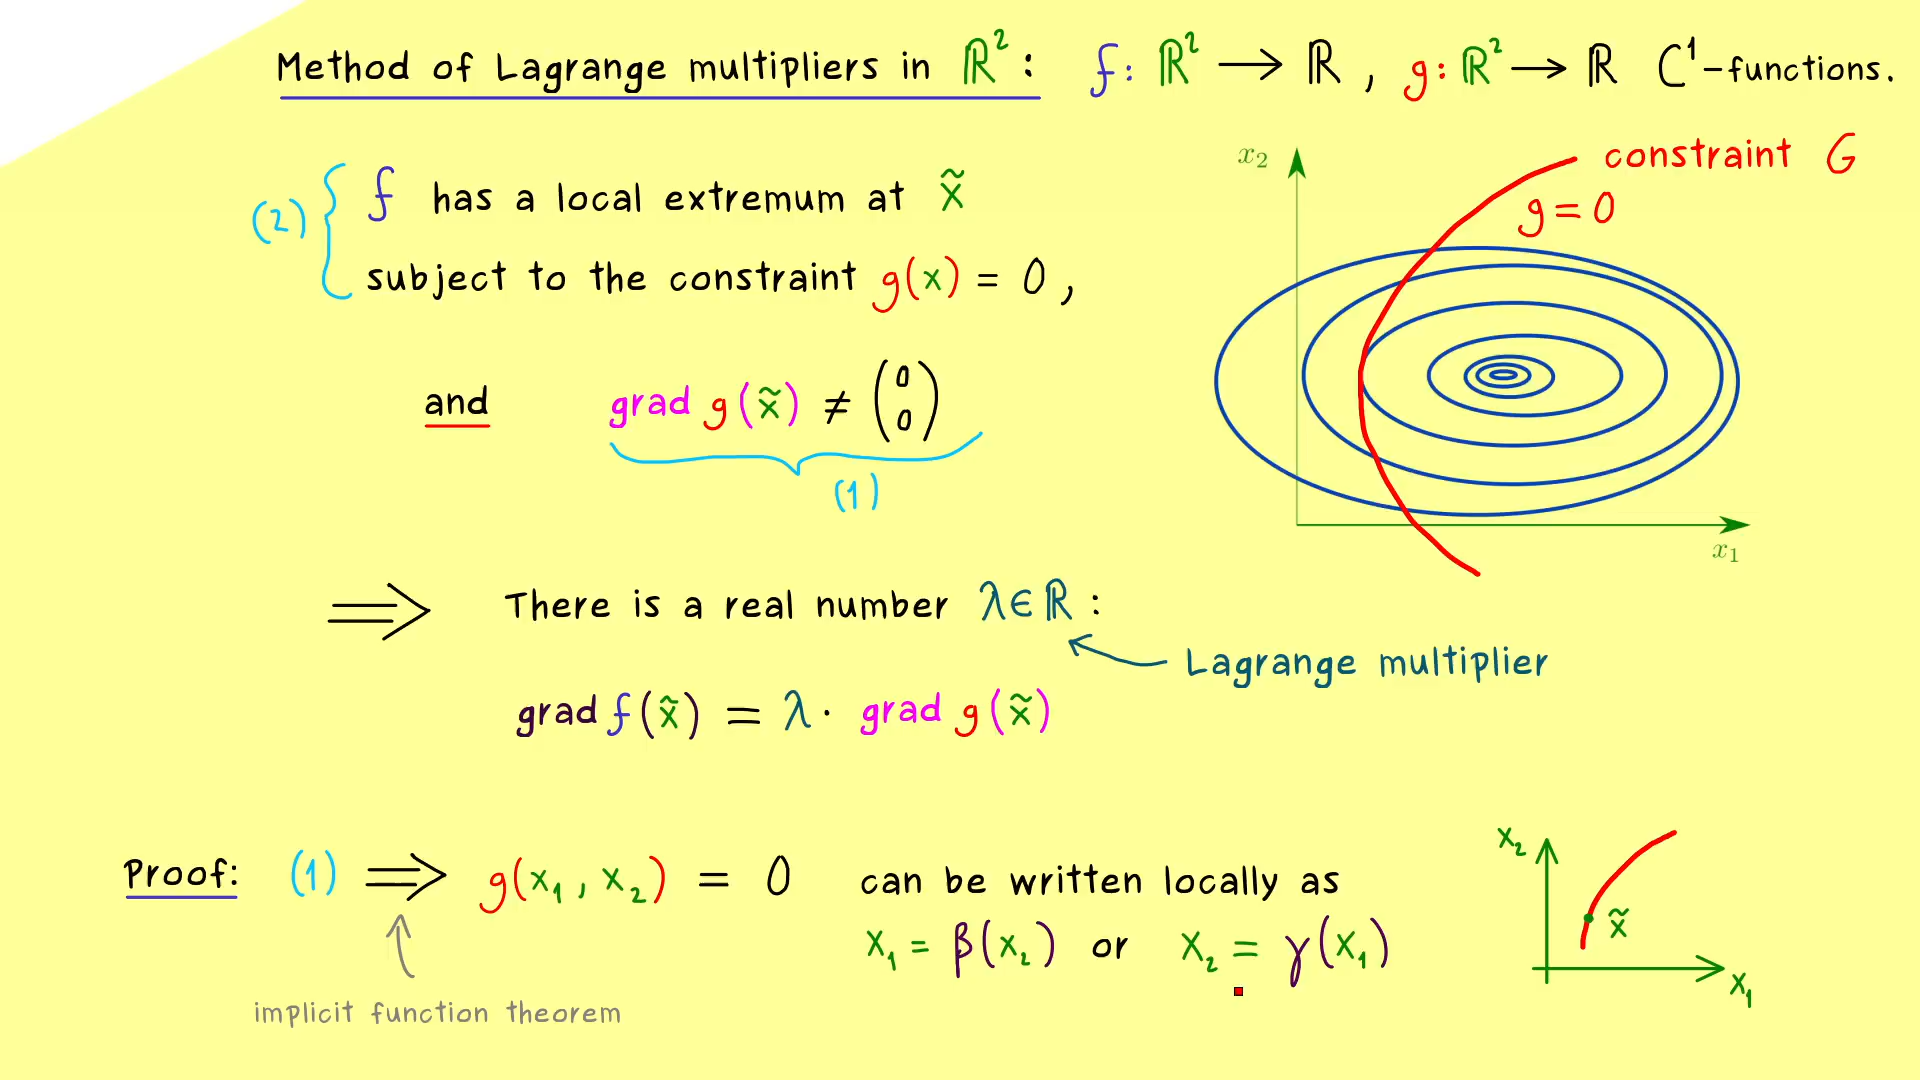 Method of Lagrange multipliers in ℝ²: f: ℝ² → ℝ, g: ℝ² → ℝ C¹-functions.
(2) { f has a local extremum at x̃
subject to the constraint g(x) = 0,
and grad g(x̃) ≠ (0 0)
(1)
x₂
constraint G
g = 0
x₁
⟹ There is a real number λ∈ℝ:
Lagrange multiplier
grad f(x̃) = λ · grad g(x̃)
Proof: (1) ⟹ g(x₁, x₂) = 0 can be written locally as
x₁ = β(x₂) or x₂ = γ(x₁)
implicit function theorem
x₂
x̃
x₁